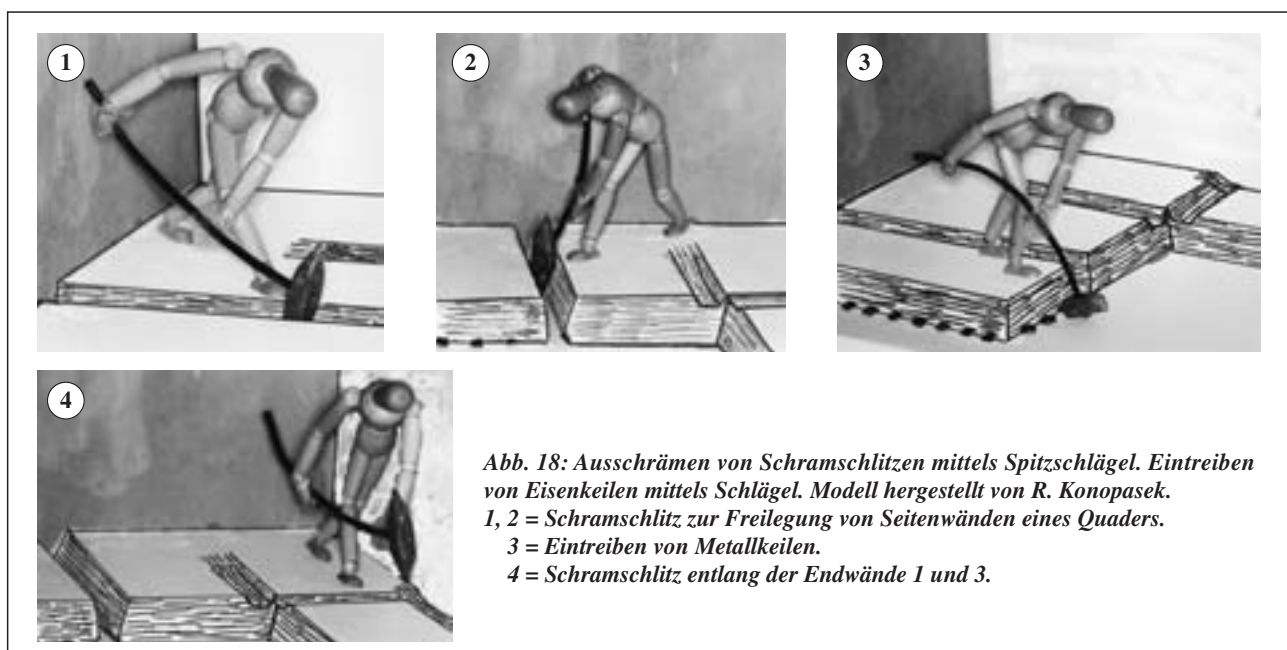 1
2
3
4
Abb. 18: Ausschrämen von Schramschlitzen mittels Spitzschlägel. Eintreiben
von Eisenkeilen mittels Schlägel. Modell hergestellt von R. Konopasek.
1, 2 = Schramschlitz zur Freilegung von Seitenwänden eines Quaders.
3 = Eintreiben von Metallkeilen.
4 = Schramschlitz entlang der Endwände 1 und 3.